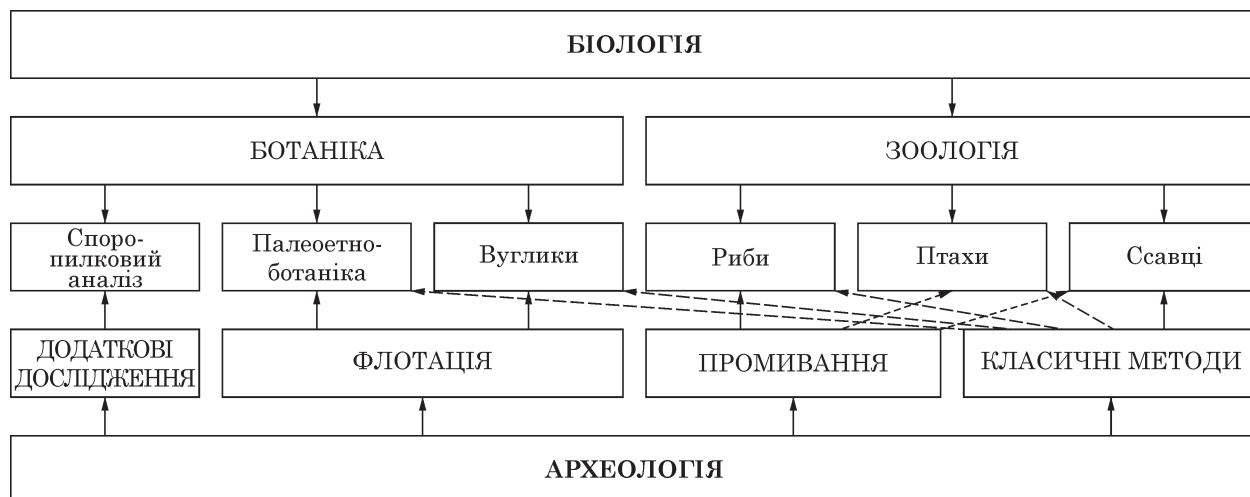 БІОЛОГІЯ
БОТАНІКА
ЗООЛОГІЯ
Споро-
пилковий
аналіз
Палеоетно-
ботаніка
Вуглики
Риби
Птахи
Ссавці
ДОДАТКОВІ
ДОСЛІДЖЕННЯ
ФЛОТАЦІЯ
ПРОМИВАННЯ
КЛАСИЧНІ МЕТОДИ
АРХЕОЛОГІЯ